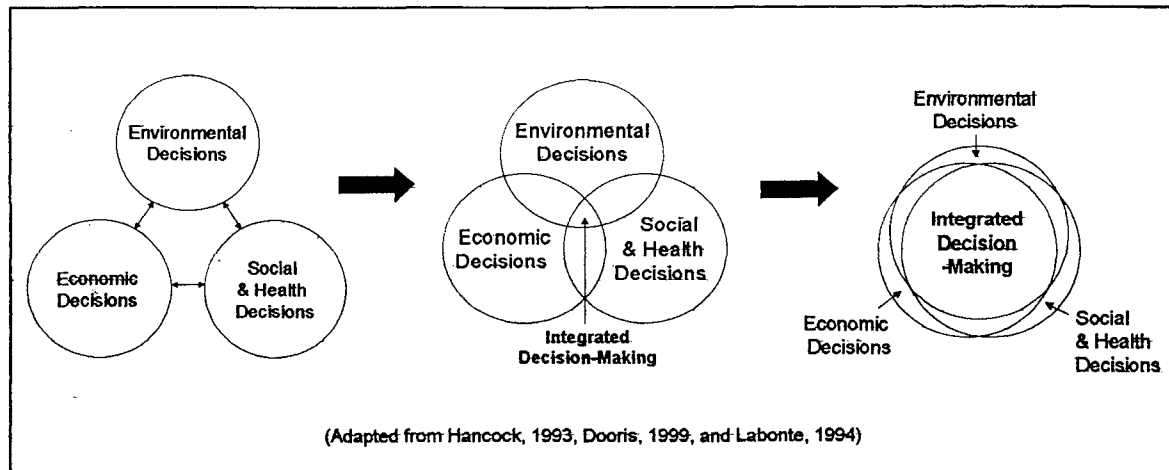 Environmental
Decisions
Economic
Decisions
Social
& Health
Decisions
Environmental
Decisions
Economic
Decisions
Social
& Health
Decisions
Integrated
Decision-Making
Environmental
Decisions
Integrated
Decision
-Making
Economic
Decisions
Social
& Health
Decisions
(Adapted from Hancock, 1993, Dooris, 1999, and Labonte, 1994)